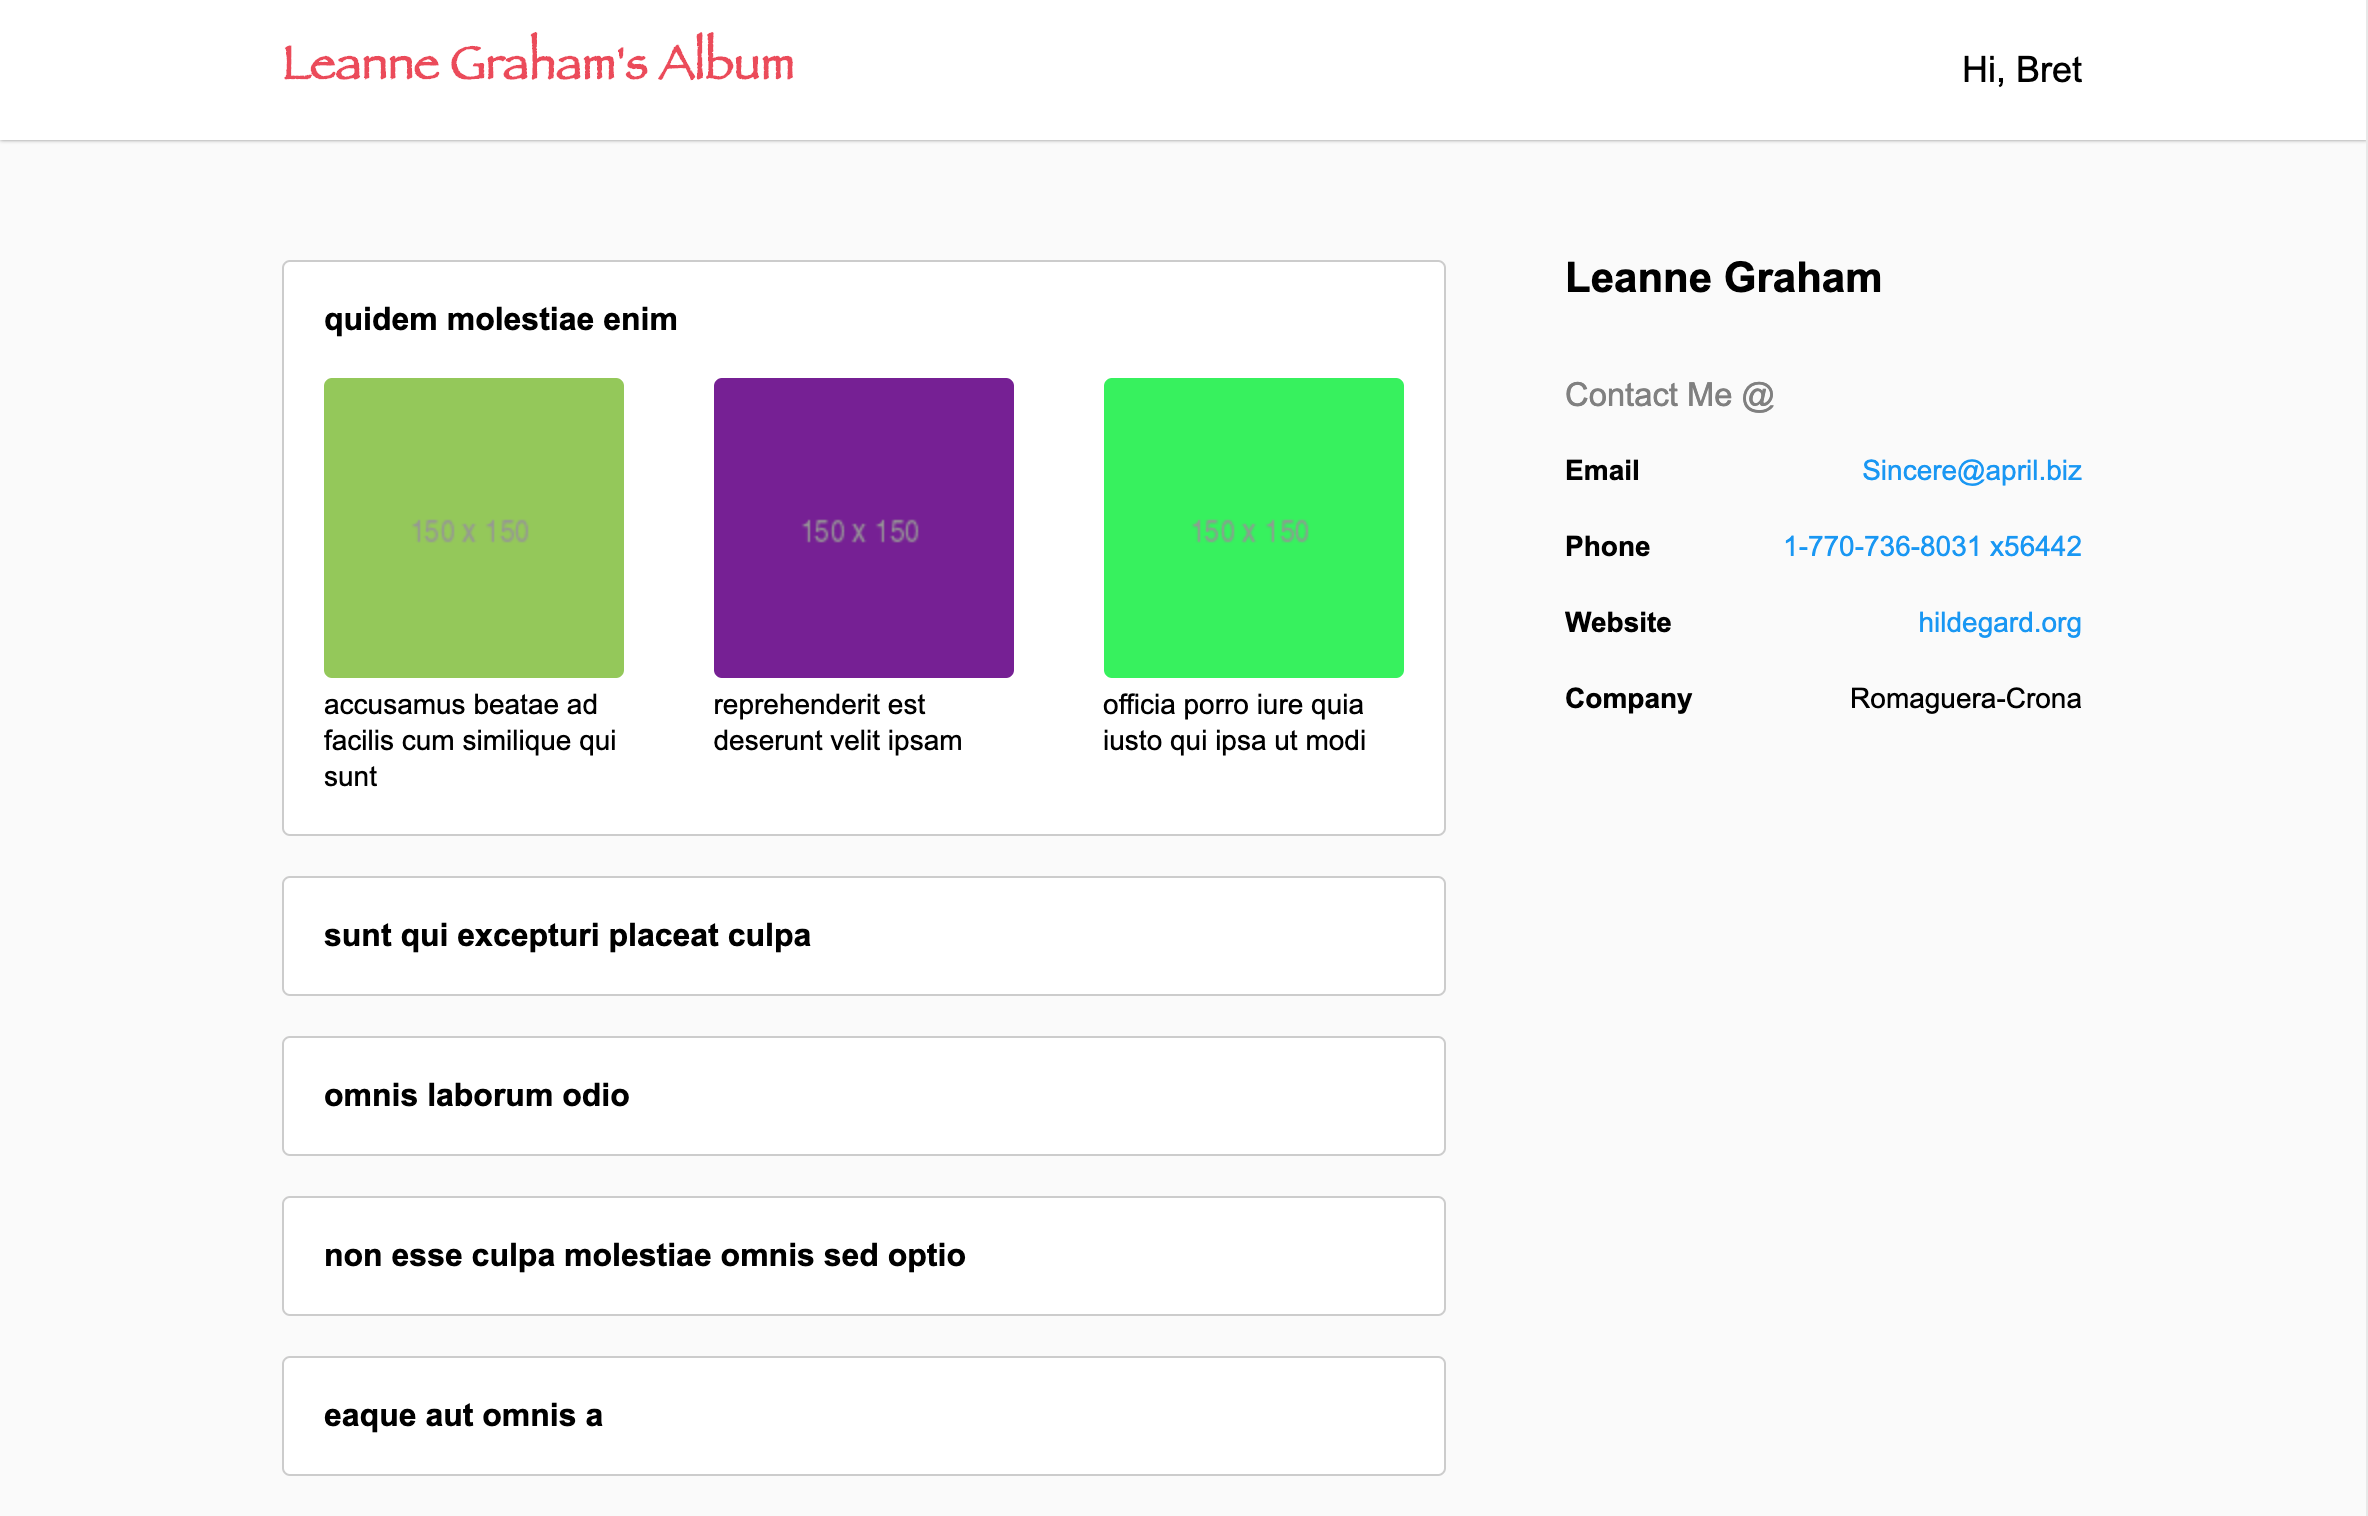 Leanne Graham's Album
Hi, Bret
quidem molestiae enim
150 x 150
150 x 150
150 x 150
accusamus beatae ad
facilis cum similique qui
sunt
reprehenderit est
deserunt velit ipsam
officia porro iure quia
iusto qui ipsa ut modi
sunt qui excepturi placeat culpa
omnis laborum odio
non esse culpa molestiae omnis sed optio
eaque aut omnis a
Leanne Graham
Contact Me @
Email Sincere@april.biz
Phone 1-770-736-8031 x56442
Website hildegard.org
Company Romaguera-Crona